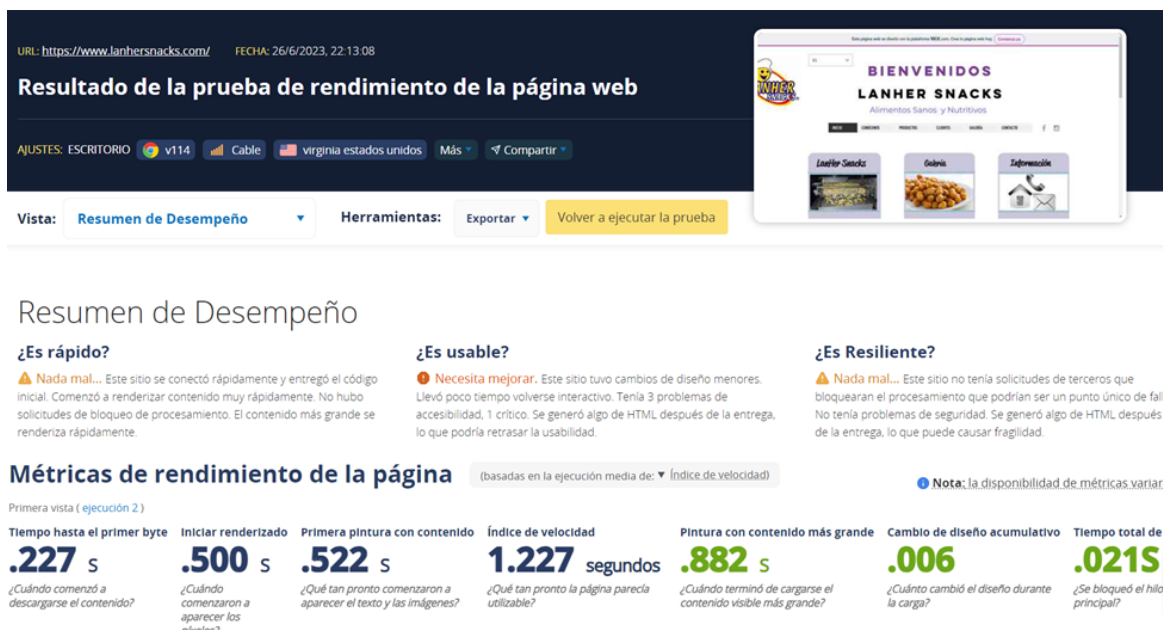 URL: https://www.lanhersnacks.com/ FECHA: 26/6/2023, 22:13:08
Resultado de la prueba de rendimiento de la página web
AJUSTES: ESCRITORIO v114 Cable virginia estados unidos Más Compartir
ES
BIENVENIDOS
LANHER SNACKS
Alimentos Sanos y Nutritivos
INICIO CONOCENOS PRODUCTOS CLIENTES GALERÍA CONTACTO
LanHer Snacks Galeria Información
Vista: Resumen de Desempeño Herramientas: Exportar Volver a ejecutar la prueba
Resumen de Desempeño
¿Es rápido? ¿Es usable? ¿Es Resiliente?
Nada mal... Este sitio se conectó rápidamente y entregó el código Necesita mejorar. Este sitio tuvo cambios de diseño menores. Nada mal... Este sitio no tenía solicitudes de terceros que
inicial. Comenzó a renderizar contenido muy rápidamente. No hubo Llevó poco tiempo volverse interactivo. Tenía 3 problemas de bloquearan el procesamiento que podrían ser un punto único de fal
solicitudes de bloqueo de procesamiento. El contenido más grande se accesibilidad, 1 crítico. Se generó algo de HTML después de la entrega, No tenía problemas de seguridad. Se generó algo de HTML después
renderiza rápidamente. lo que podría retrasar la usabilidad. de la entrega, lo que puede causar fragilidad.
Métricas de rendimiento de la página (basadas en la ejecución media de: ▼ Índice de velocidad)
Nota: la disponibilidad de métricas variar
Primera vista ( ejecución 2 )
Tiempo hasta el primer byte Iniciar renderizado Primera pintura con contenido Índice de velocidad Pintura con contenido más grande Cambio de diseño acumulativo Tiempo total de
.227 s .500 s .522 s 1.227 segundos .882 s .006 .021S
¿Cuándo comenzó a ¿Cuándo ¿Qué tan pronto comenzaron a ¿Qué tan pronto la página parecía ¿Cuándo terminó de cargarse el ¿Cuánto cambió el diseño durante ¿Se bloqueó el hilo
descargarse el contenido? comenzaron a aparecer el texto y las imágenes? utilizable? contenido visible más grande? la carga? principal?
aparecer los